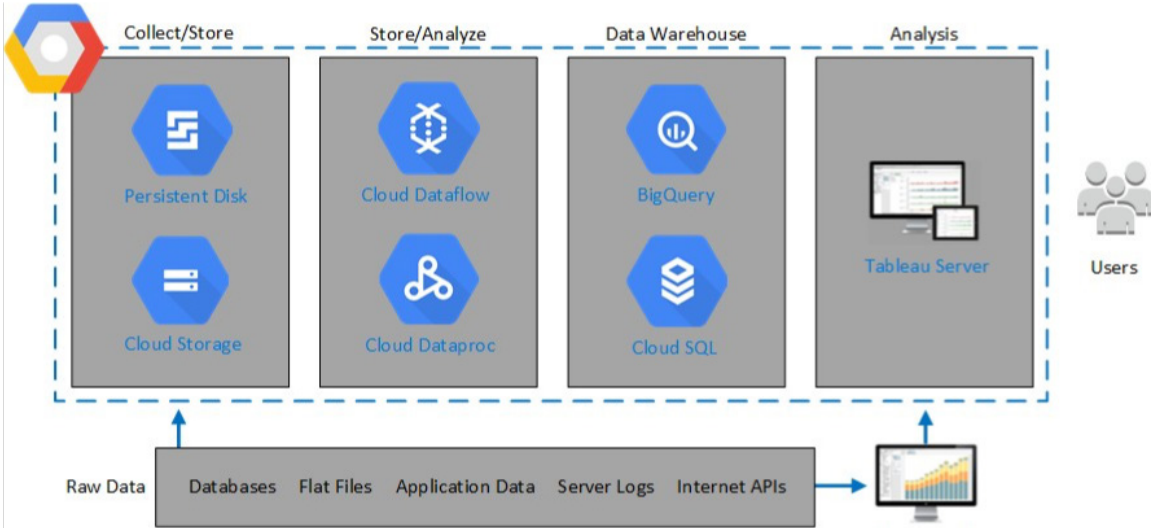 Collect/Store
Store/Analyze
Data Warehouse
Analysis
Persistent Disk
Cloud Dataflow
BigQuery
Tableau Server
Users
Cloud Storage
Cloud Dataproc
Cloud SQL
Raw Data
Databases
Flat Files
Application Data
Server Logs
Internet APIs